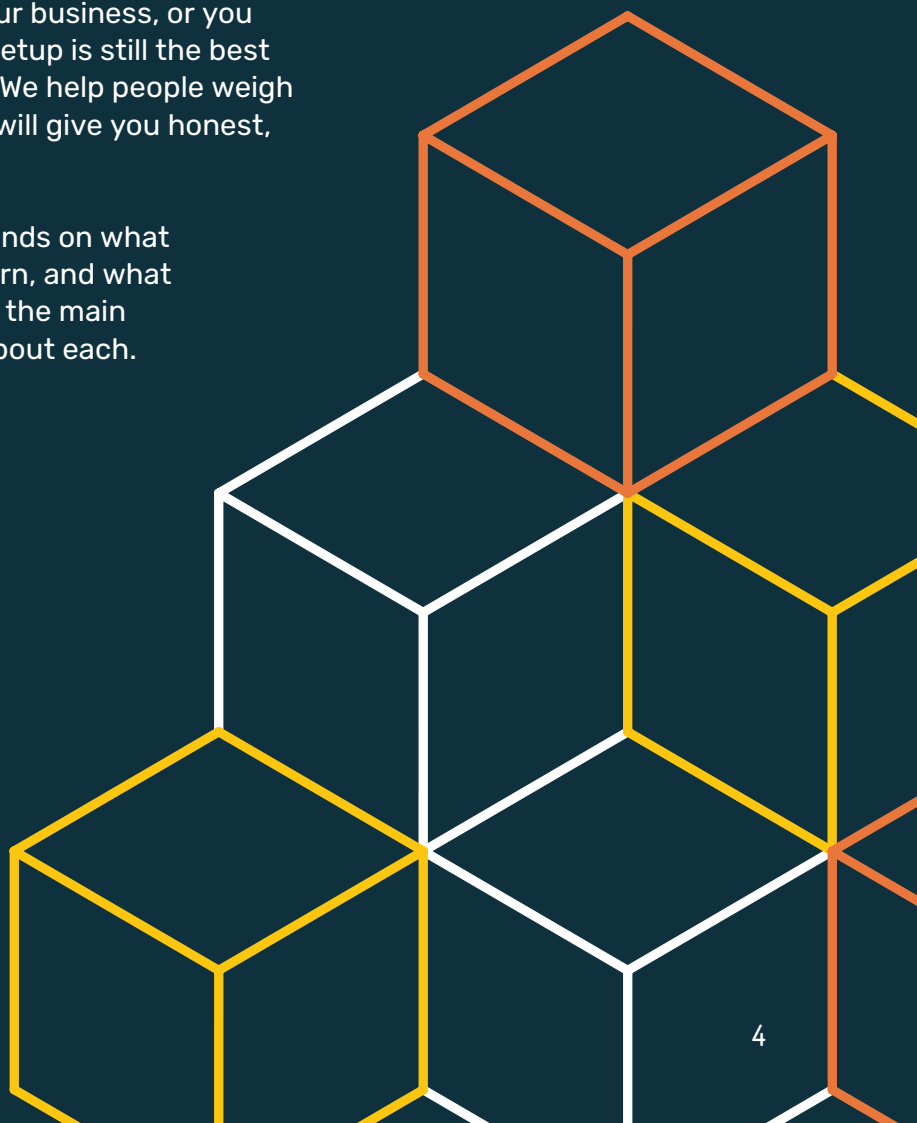 ur business, or you
etup is still the best
We help people weigh
will give you honest,
nds on what
rn, and what
the main
bout each.
4